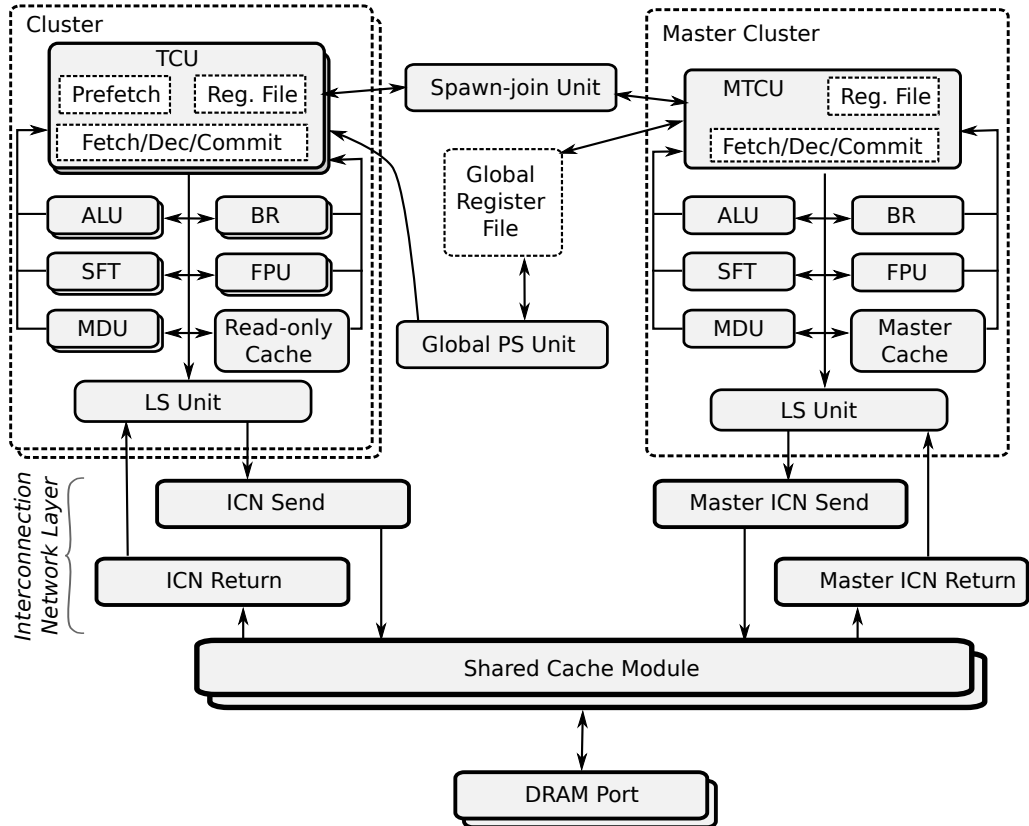 Cluster
TCU
Prefetch
Reg. File
Fetch/Dec/Commit
ALU
BR
SFT
FPU
MDU
Read-only
Cache
LS Unit
Spawn-join Unit
Global
Register
File
Global PS Unit
Master Cluster
MTCU
Reg. File
Fetch/Dec/Commit
ALU
BR
SFT
FPU
MDU
Master
Cache
LS Unit
Interconnection
Network Layer
ICN Send
ICN Return
Master ICN Send
Master ICN Return
Shared Cache Module
DRAM Port